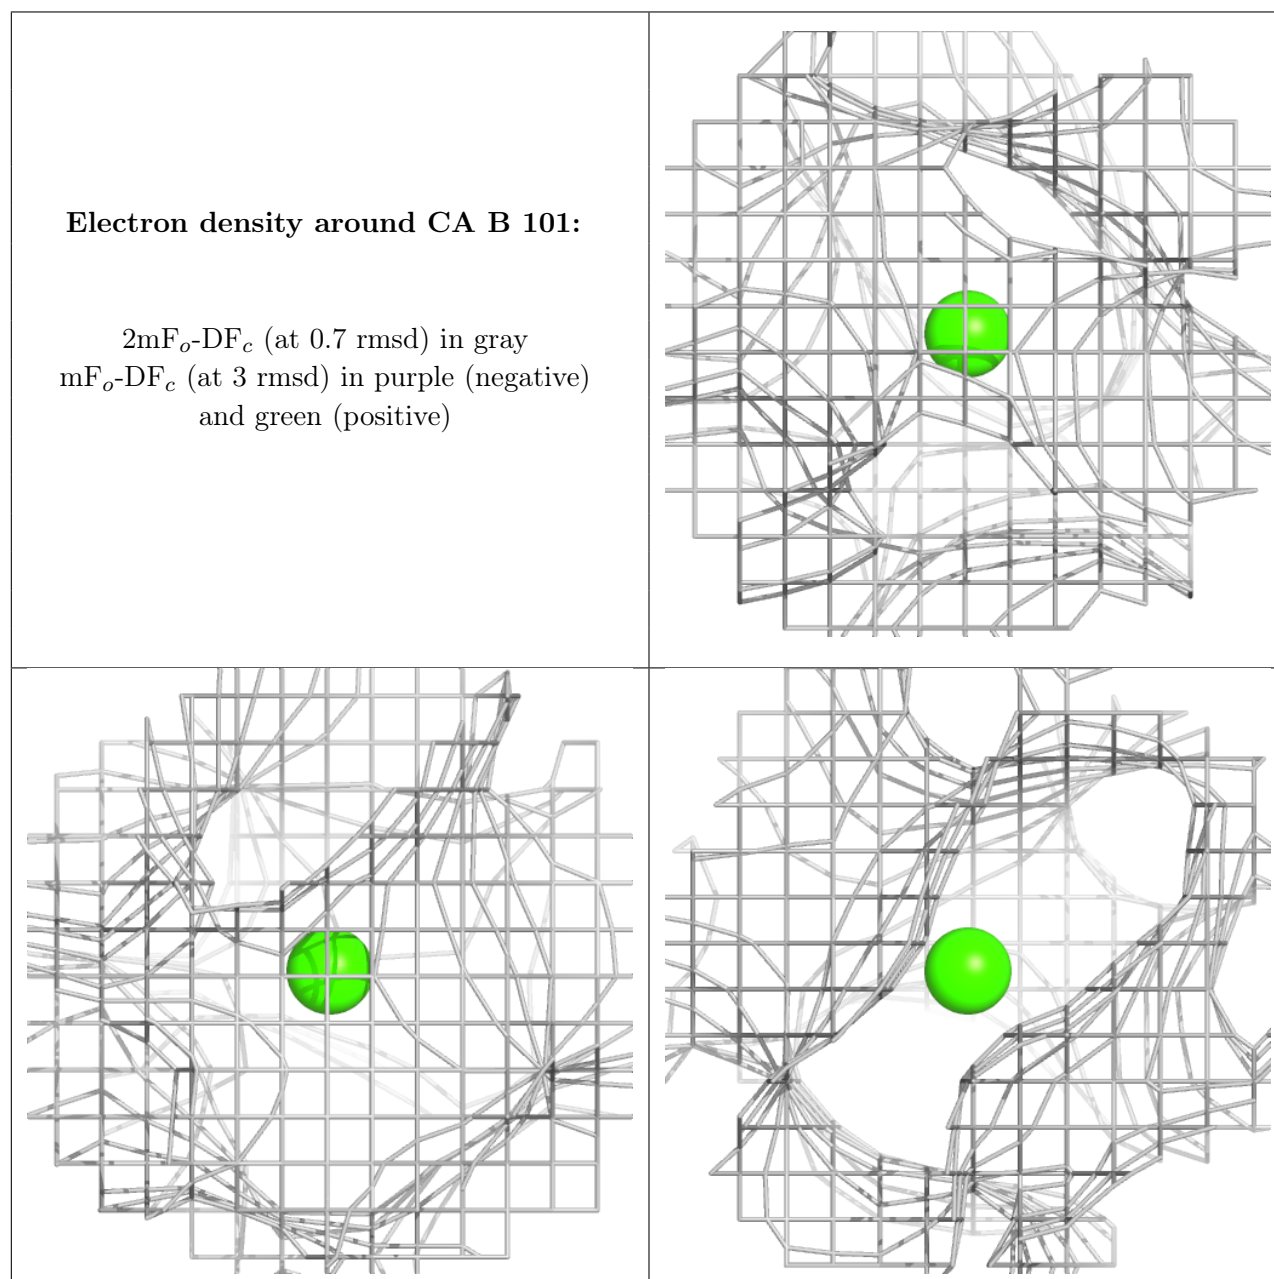 Electron density around CA B 101:
2mFo-DFc (at 0.7 rmsd) in gray
mFo-DFc (at 3 rmsd) in purple (negative)
and green (positive)